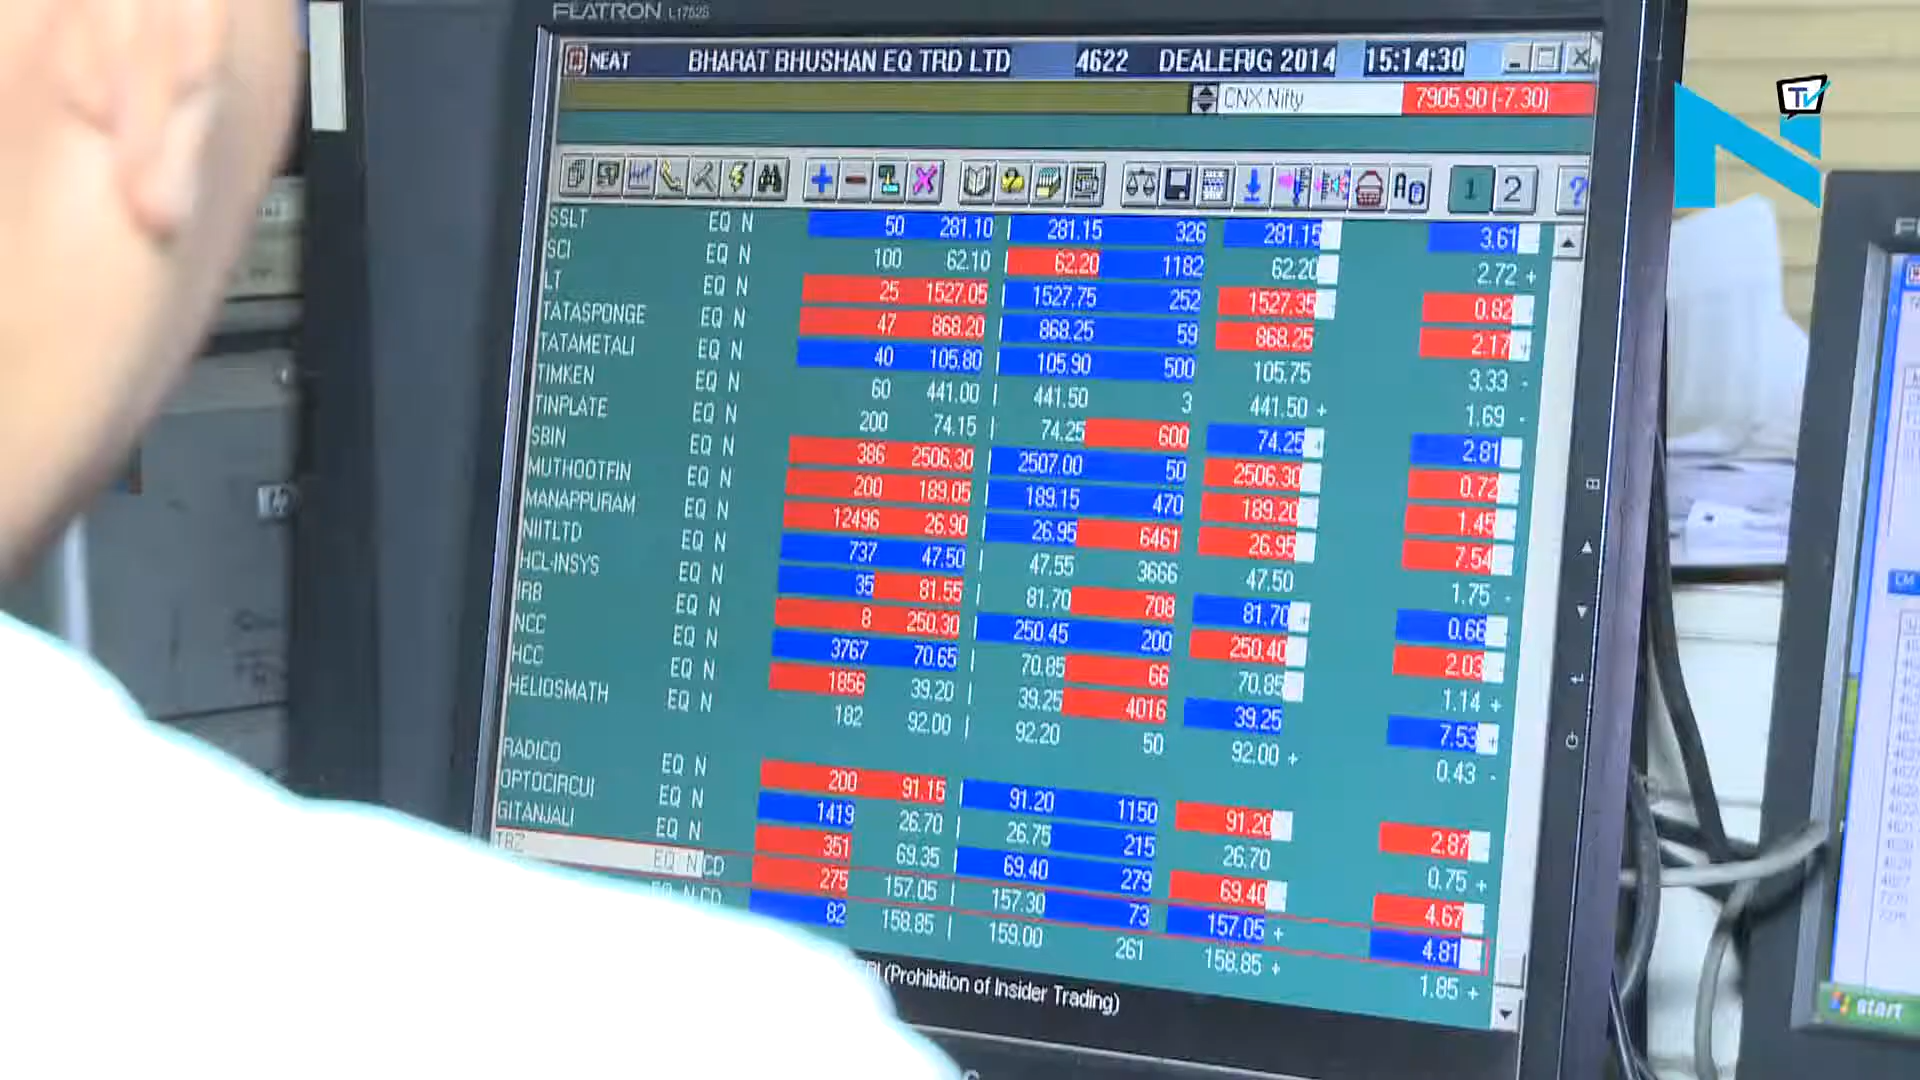 FLATRON L1752S
NEAT BHARAT BHUSHAN EQ TRD LTD 4622 DEALERIG 2014 15:14:30
CNX Nifty 7905.90 (-7.30)
TV
1 2 ?
SSLT EQ N 50 281.10 281.15 326 281.15 3.61
SCI EQ N 100 62.10 62.20 1182 62.20 2.72 +
LT EQ N 25 1527.05 1527.75 252 1527.35 0.82
TATASPONGE EQ N 47 868.20 868.25 59 868.25 2.17
TATAMETALI EQ N 40 105.80 105.90 500 105.75 3.33 -
TIMKEN EQ N 60 441.00 441.50 3 441.50 + 1.69 -
TINPLATE EQ N 200 74.15 74.25 600 74.25 2.81
SBIN EQ N 386 2506.30 2507.00 50 2506.30 0.72
MUTHOOTFIN EQ N 200 189.05 189.15 470 189.20 1.45
MANAPPURAM EQ N 12496 26.90 26.95 6461 26.95 7.54
NIITLTD EQ N 737 47.50 47.55 3666 47.50 1.75 -
HCL-INSYS EQ N 35 81.55 81.70 708 81.70 0.66
IRB EQ N 8 250.30 250.45 200 250.40 2.03
NCC EQ N 3767 70.65 70.85 66 70.85 1.14 +
HCC EQ N 1856 39.20 39.25 4016 39.25 7.53
HELIOSMATH EQ N 182 92.00 92.20 50 92.00 + 0.43 -
RADICO EQ N 200 91.15 91.20 1150 91.20 2.87
OPTOCIRCUI EQ N 1419 26.70 26.75 215 26.70 0.75 +
GITANJALI EQ N 351 69.35 69.40 279 69.40 4.67
TBZ EQ N CD 275 157.05 157.30 73 157.05 + 4.81
EQ N CD 82 158.85 159.00 261 158.85 + 1.85 +
(Prohibition of Insider Trading)
start